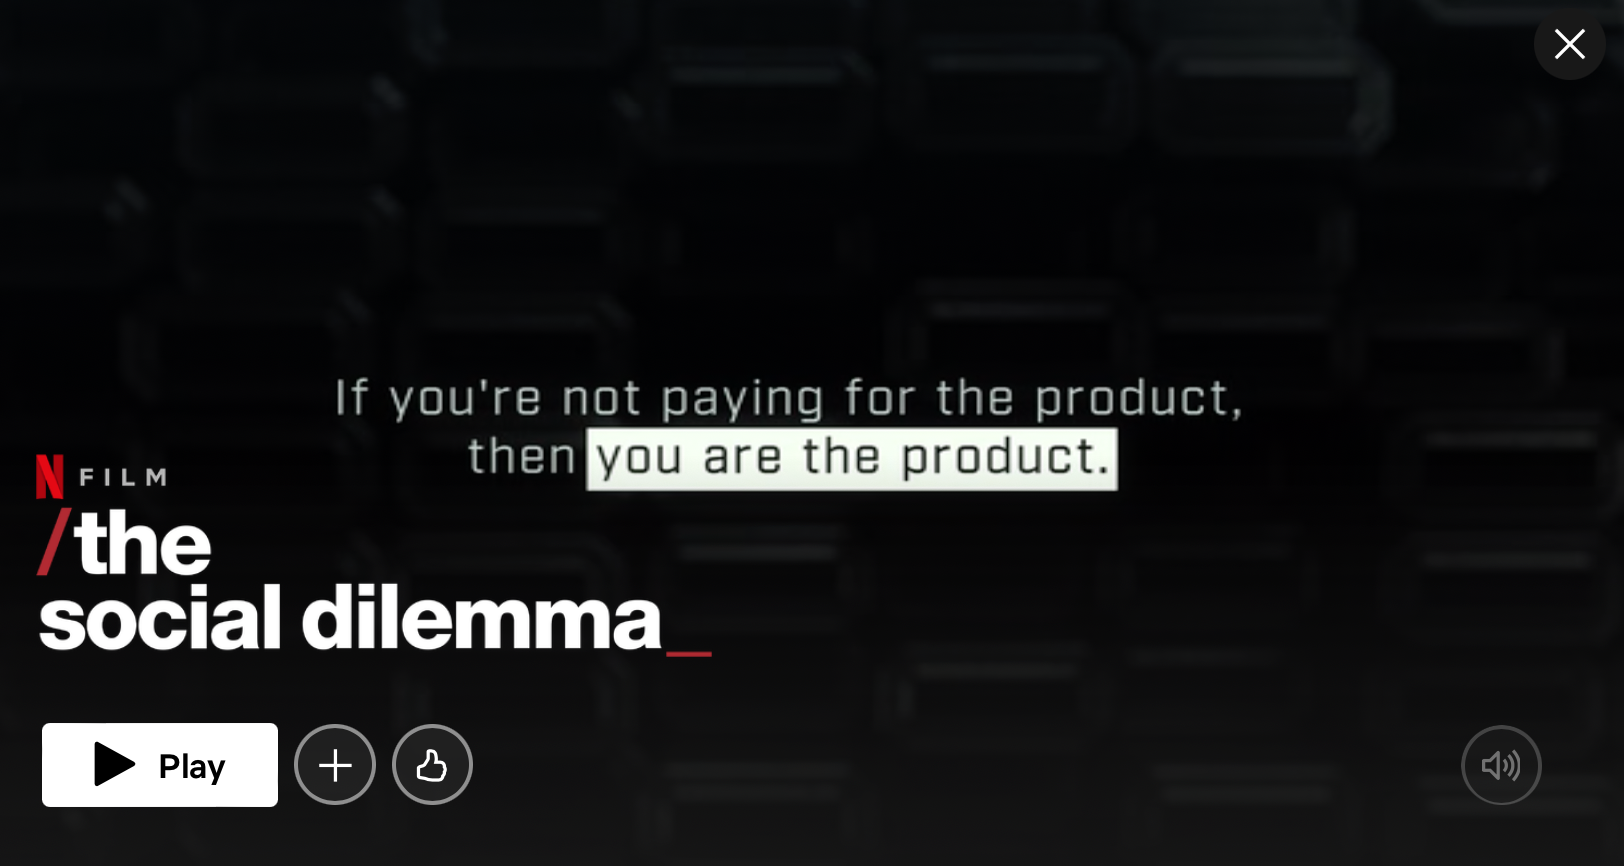 If you're not paying for the product,
then you are the product.
N FILM
/the
social dilemma_
Play